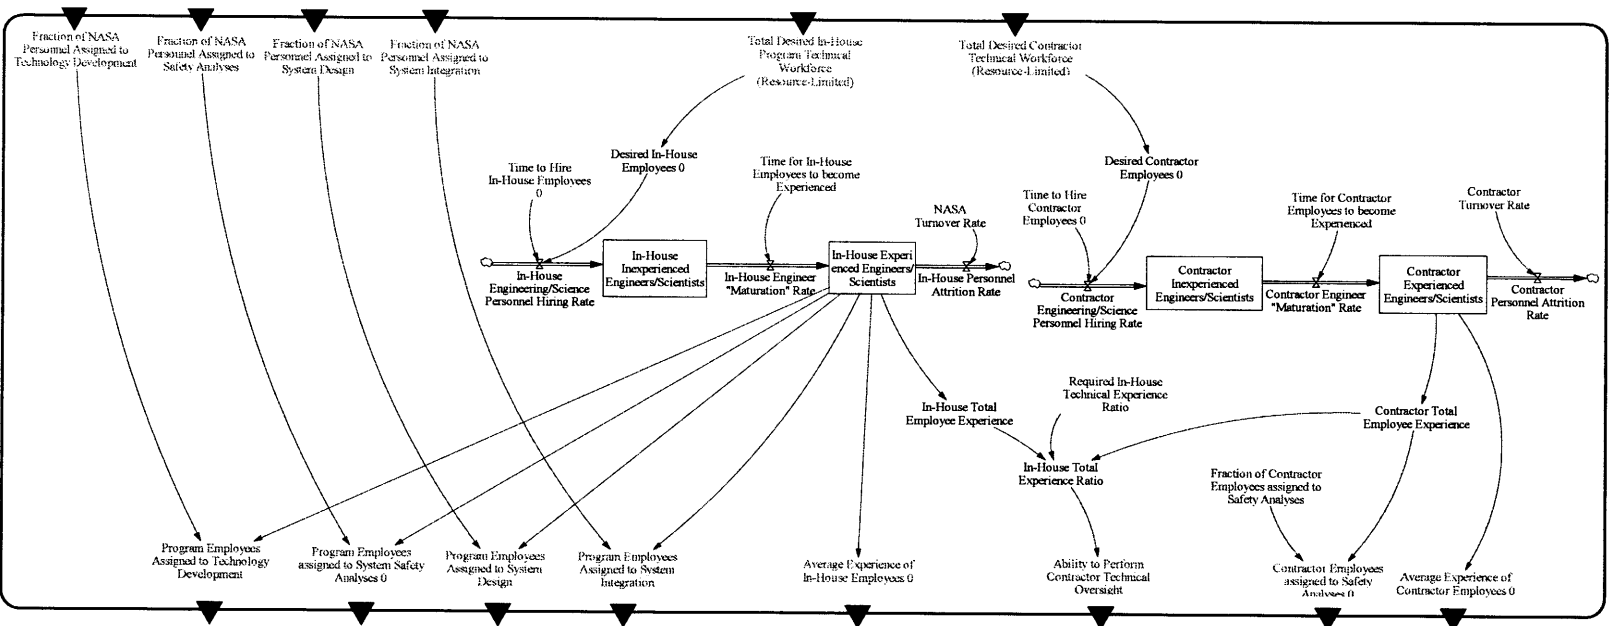 Fraction of NASA
Personnel Assigned to
Technology Development
Fraction of NASA
Personnel Assigned to
Safety Analyses
Fraction of NASA
Personnel Assigned to
System Design
Fraction of NASA
Personnel Assigned to
System Integration
Total Desired In-House
Program Technical
Workforce
(Resource-Limited)
Total Desired Contractor
Technical Workforce
(Resource-Limited)
Time to Hire
In-House Employees
0
Desired In-House
Employees 0
Time for In-House
Employees to become
Experienced
NASA
Turnover Rate
Desired Contractor
Employees 0
Time to Hire
Contractor
Employees 0
Time for Contractor
Employees to become
Experienced
Contractor
Turnover Rate
In-House
Engineering/Science
Personnel Hiring Rate
In-House
Inexperienced
Engineers/Scientists
In-House Engineer
"Maturation" Rate
In-House Experi
enced Engineers/
Scientists
In-House Personnel
Attrition Rate
Contractor
Engineering/Science
Personnel Hiring Rate
Contractor
Inexperienced
Engineers/Scientists
Contractor Engineer
"Maturation" Rate
Contractor
Experienced
Engineers/Scientists
Contractor
Personnel Attrition
Rate
In-House Total
Employee Experience
Required In-House
Technical Experience
Ratio
Contractor Total
Employee Experience
In-House Total
Experience Ratio
Fraction of Contractor
Employees assigned to
Safety Analyses
Program Employees
Assigned to Technology
Development
Program Employees
assigned to System Safety
Analyses 0
Program Employees
Assigned to System
Design
Program Employees
Assigned to System
Integration
Average Experience of
In-House Employees 0
Ability to Perform
Contractor Technical
Oversight
Contractor Employees
assigned to Safety
Analyses 0
Average Experience of
Contractor Employees 0